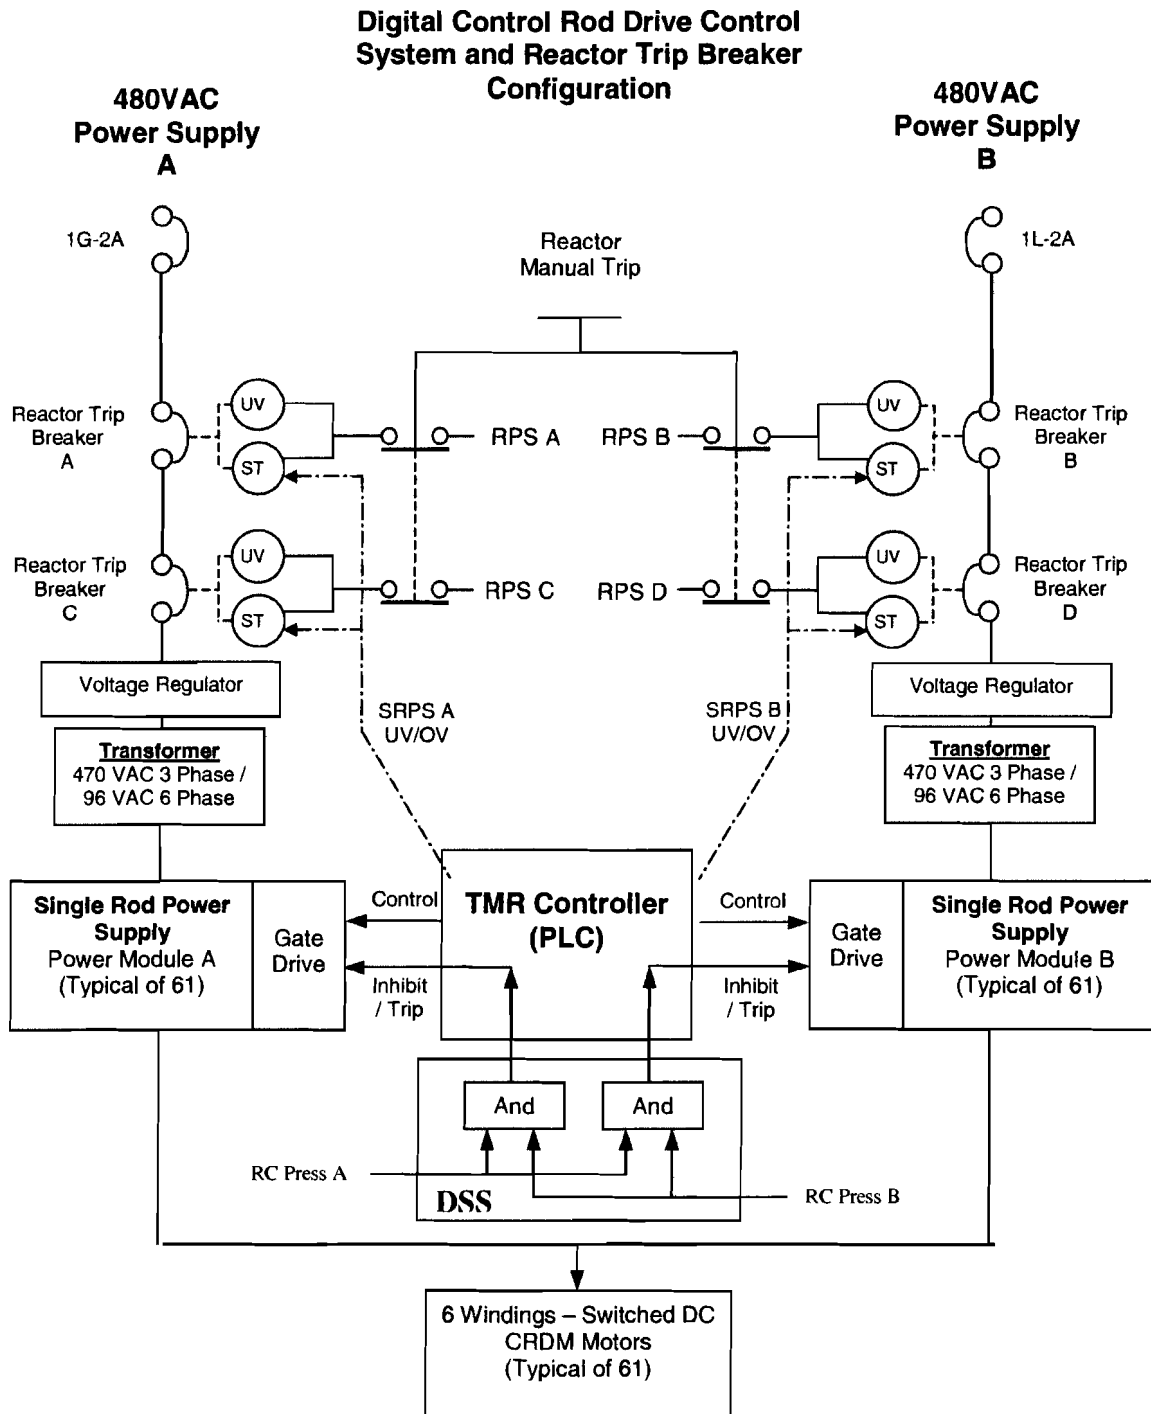 Digital Control Rod Drive Control
System and Reactor Trip Breaker
Configuration
480VAC
Power Supply
A
480VAC
Power Supply
B
1G-2A
Reactor
Manual Trip
1L-2A
Reactor Trip
Breaker
A
UV
ST
RPS A
RPS B
UV
ST
Reactor Trip
Breaker
B
Reactor Trip
Breaker
C
UV
ST
RPS C
RPS D
UV
ST
Reactor Trip
Breaker
D
Voltage Regulator
SRPS A
UV/OV
SRPS B
UV/OV
Voltage Regulator
Transformer
470 VAC 3 Phase /
96 VAC 6 Phase
Transformer
470 VAC 3 Phase /
96 VAC 6 Phase
Single Rod Power
Supply
Power Module A
(Typical of 61)
Gate
Drive
Control
Inhibit
/ Trip
TMR Controller
(PLC)
Control
Inhibit
/ Trip
Gate
Drive
Single Rod Power
Supply
Power Module B
(Typical of 61)
And
And
RC Press A
DSS
RC Press B
6 Windings – Switched DC
CRDM Motors
(Typical of 61)